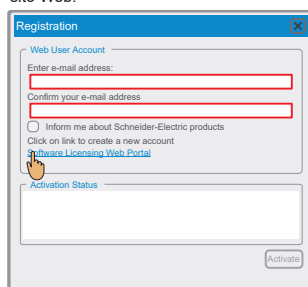 site Web.
Registration
Web User Account
Enter e-mail address:
Confirm your e-mail address
Inform me about Schneider-Electric products
Click on link to create a new account
Software Licensing Web Portal
Activation Status
Activate